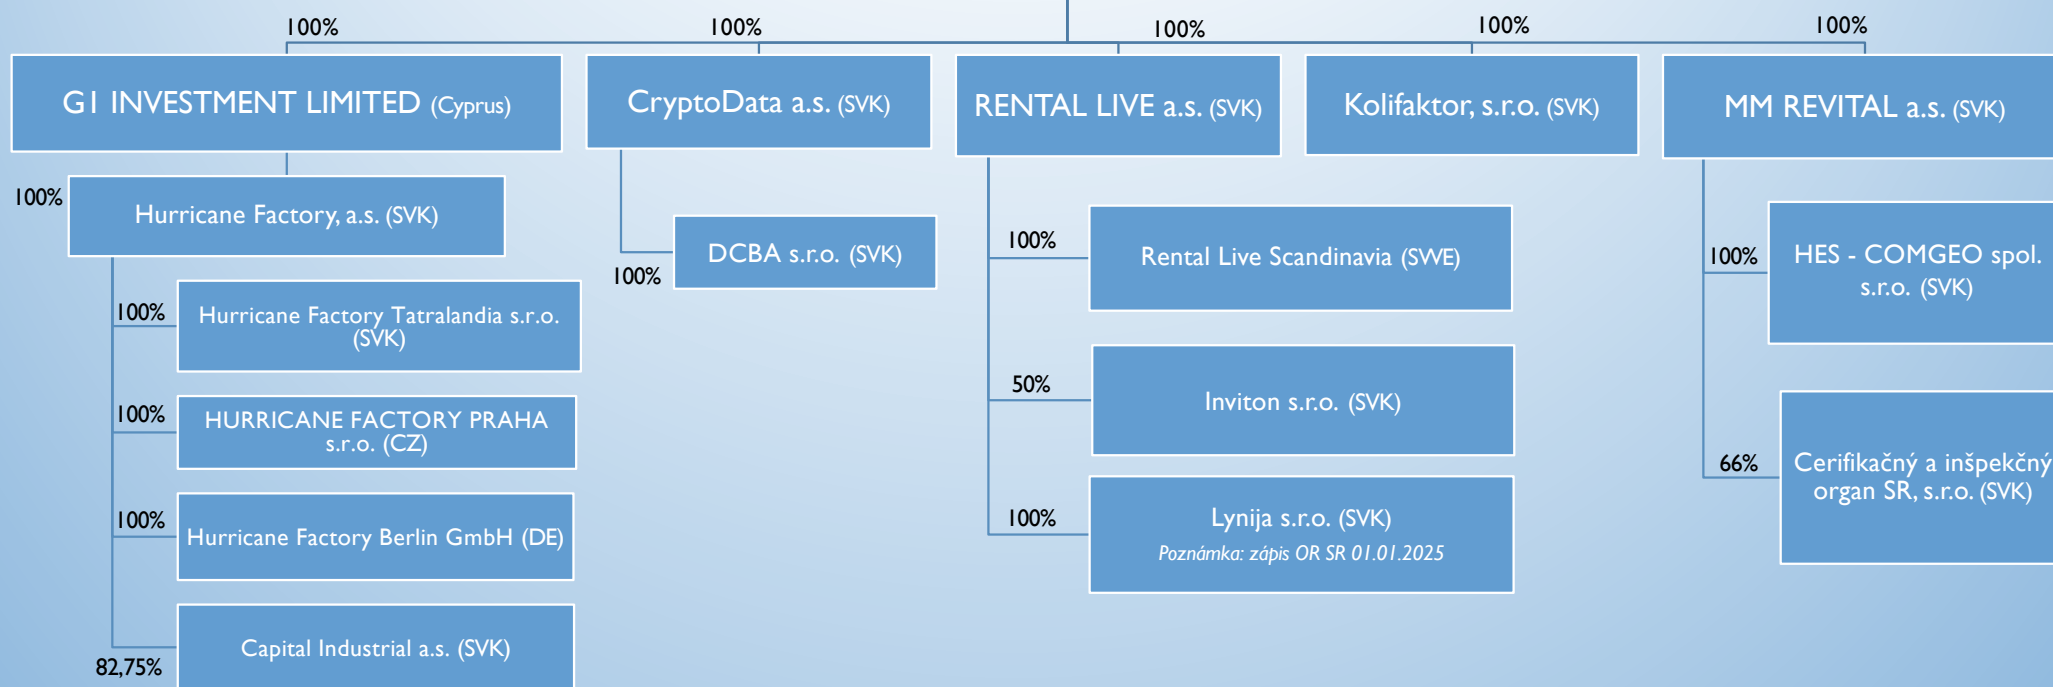 100%
100%
100%
100%
100%
G1 INVESTMENT LIMITED (Cyprus)
CryptoData a.s. (SVK)
RENTAL LIVE a.s. (SVK)
Kolifaktor, s.r.o. (SVK)
MM REVITAL a.s. (SVK)
100%
Hurricane Factory, a.s. (SVK)
100%
Hurricane Factory Tatralandia s.r.o.
(SVK)
100%
HURRICANE FACTORY PRAHA
s.r.o. (CZ)
100%
Hurricane Factory Berlin GmbH (DE)
82,75%
Capital Industrial a.s. (SVK)
100%
DCBA s.r.o. (SVK)
100%
Rental Live Scandinavia (SWE)
50%
Inviton s.r.o. (SVK)
100%
Lynija s.r.o. (SVK)
Poznámka: zápis OR SR 01.01.2025
100%
HES - COMGEO spol.
s.r.o. (SVK)
66%
Cerifikačný a inšpekčný
organ SR, s.r.o. (SVK)